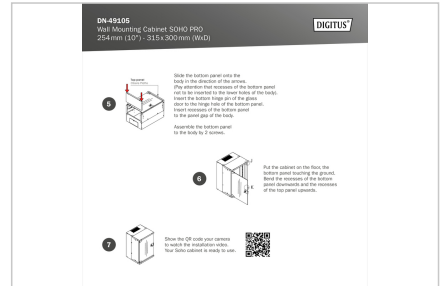 DN-49105
Wall Mounting Cabinet SOHO PRO
254 mm (10") - 315 x 300 mm (WxD)
DIGITUS®
5
Top panel
Slide the bottom panel onto the
body in the direction of the arrows.
(Pay attention that recesses of the bottom panel
not to be inserted to the lower holes of the body).
Insert the bottom hinge pin of the glass
door to the hinge hole of the bottom panel.
Insert recesses of the bottom panel
to the panel gap of the body.
Assemble the bottom panel
to the body by 2 screws.
6
Put the cabinet on the floor, the
bottom panel touching the ground.
Bend the recesses of the bottom
panel downwards and the recesses
of the top panel upwards.
7
Show the QR code your camera
to watch the installation video.
Your Soho cabinet is ready to use.